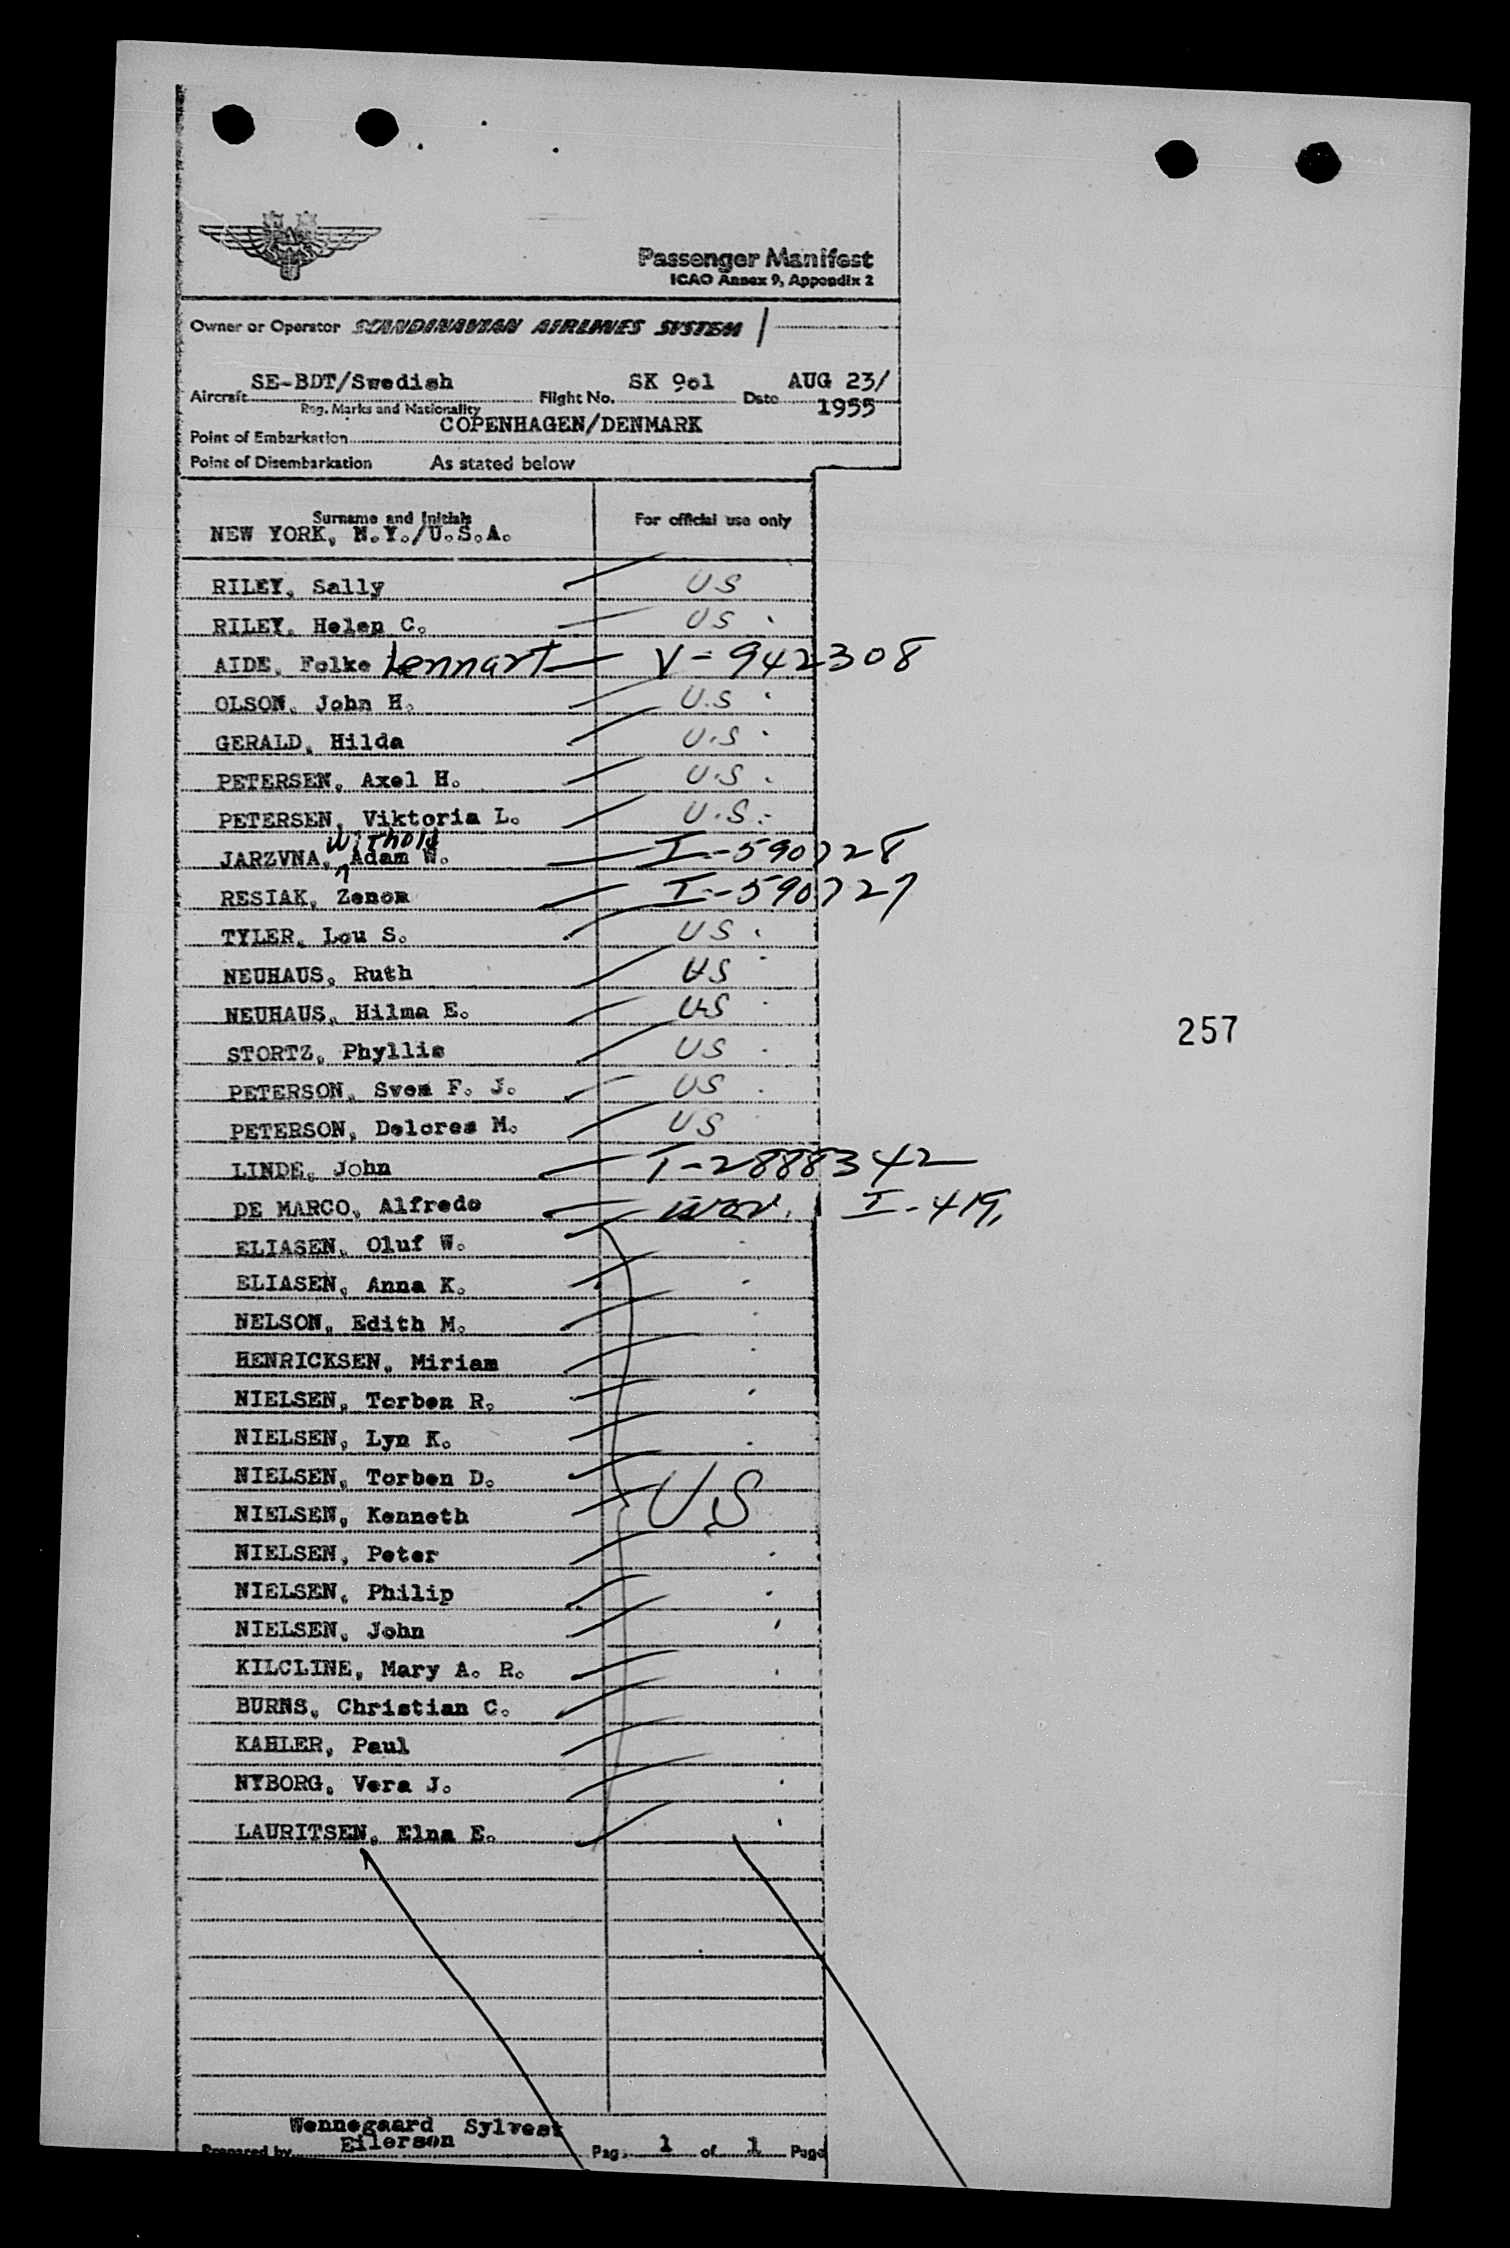 Passenger Manifest
ICAO Annex 9, Appendix 2
Owner or Operator SCANDINAVIAN AIRLINES SYSTEM
Aircraft SE-BDT/Swedish Flight No. SK 901 Date AUG 23/
Reg. Marks and Nationality 1955
Point of Embarkation COPENHAGEN/DENMARK
Point of Disembarkation As stated below
Surname and Initials For official use only
NEW YORK, N.Y./U.S.A.
RILEY, Sally US
RILEY, Helen C. US
AIDE, Folke Lennart V-942308
OLSON, John H. U.S
GERALD, Hilda U.S
PETERSEN, Axel H. U.S.
PETERSEN, Viktoria L. U.S.
Withold
JARZVNA, Adam W. I-590728
RESIAK, Zenon I-590727
TYLER, Lou S. US
NEUHAUS, Ruth US
NEUHAUS, Hilma E. US
STORTZ, Phyllis US
257
PETERSON, Sven F. J. US
PETERSON, Delores M. US
LINDE, John T-2888342
DE MARCO, Alfredo I-419,
ELIASEN, Oluf W.
ELIASEN, Anna K.
NELSON, Edith M.
HENRICKSEN, Miriam
NIELSEN, Torben R.
NIELSEN, Lyn K.
NIELSEN, Torben D.
NIELSEN, Kenneth US
NIELSEN, Peter
NIELSEN, Philip
NIELSEN, John
KILCLINE, Mary A. R.
BURNS, Christian C.
KAHLER, Paul
NYBORG, Vera J.
LAURITSEN, Elna E.
Wennegaard Sylvest
Prepared by Eilerson Page 1 of 1 Page